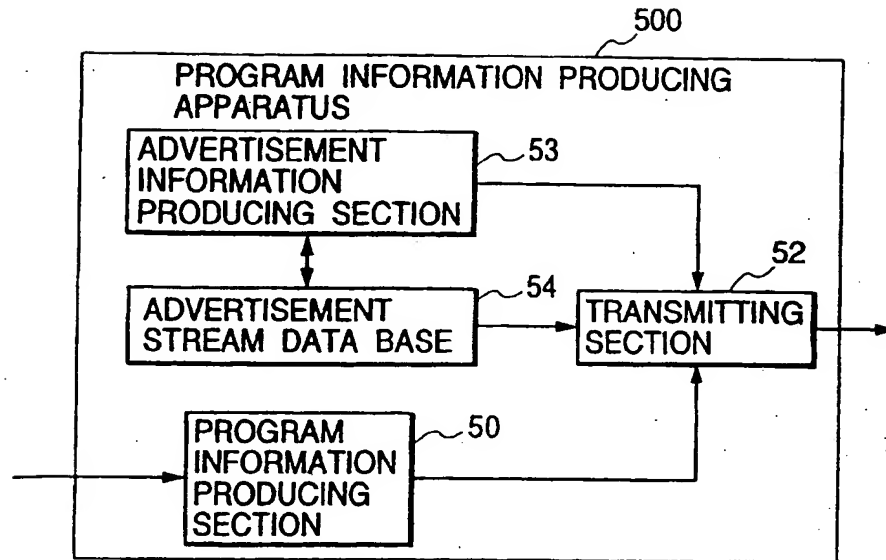 500
PROGRAM INFORMATION PRODUCING
APPARATUS
ADVERTISEMENT
INFORMATION
PRODUCING SECTION
53
ADVERTISEMENT
STREAM DATA BASE
54
TRANSMITTING
SECTION
52
PROGRAM
INFORMATION
PRODUCING
SECTION
50